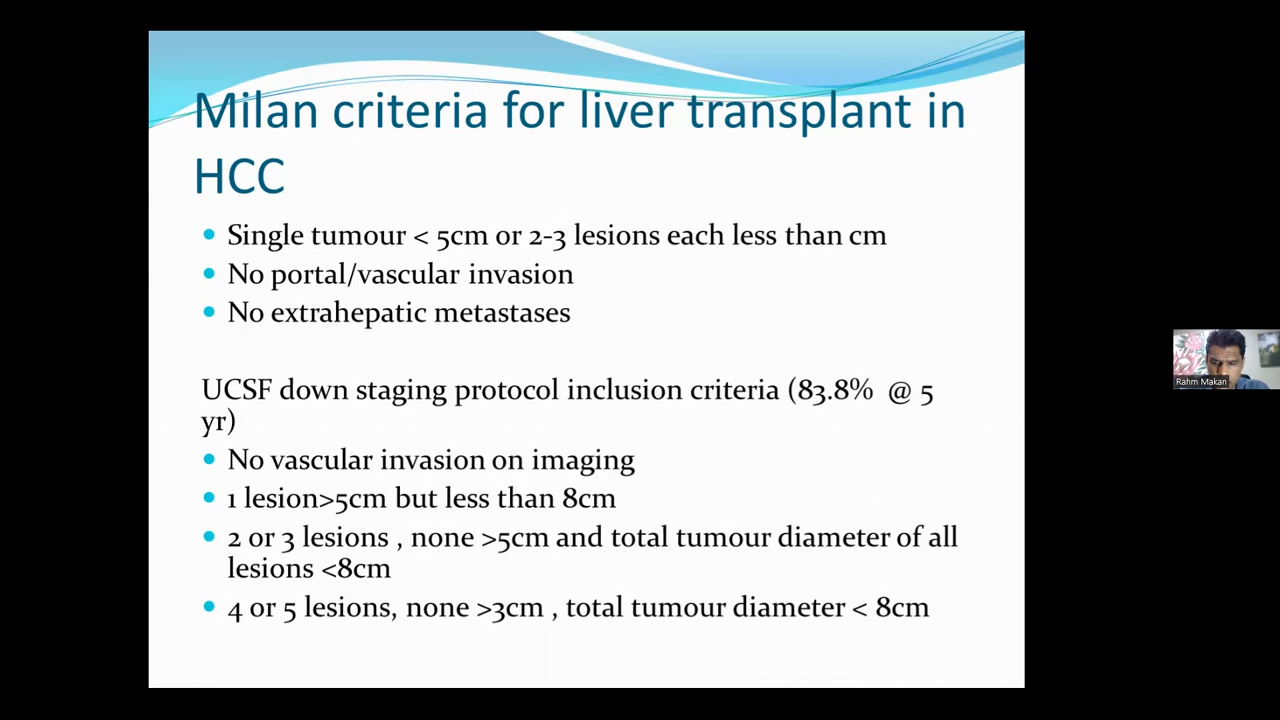 Milan criteria for liver transplant in
HCC
Single tumour < 5cm or 2-3 lesions each less than cm
No portal/vascular invasion
No extrahepatic metastases
UCSF down staging protocol inclusion criteria (83.8% @ 5
yr)
No vascular invasion on imaging
1 lesion>5cm but less than 8cm
2 or 3 lesions , none >5cm and total tumour diameter of all
lesions <8cm
4 or 5 lesions, none >3cm , total tumour diameter < 8cm
Rahm Makan